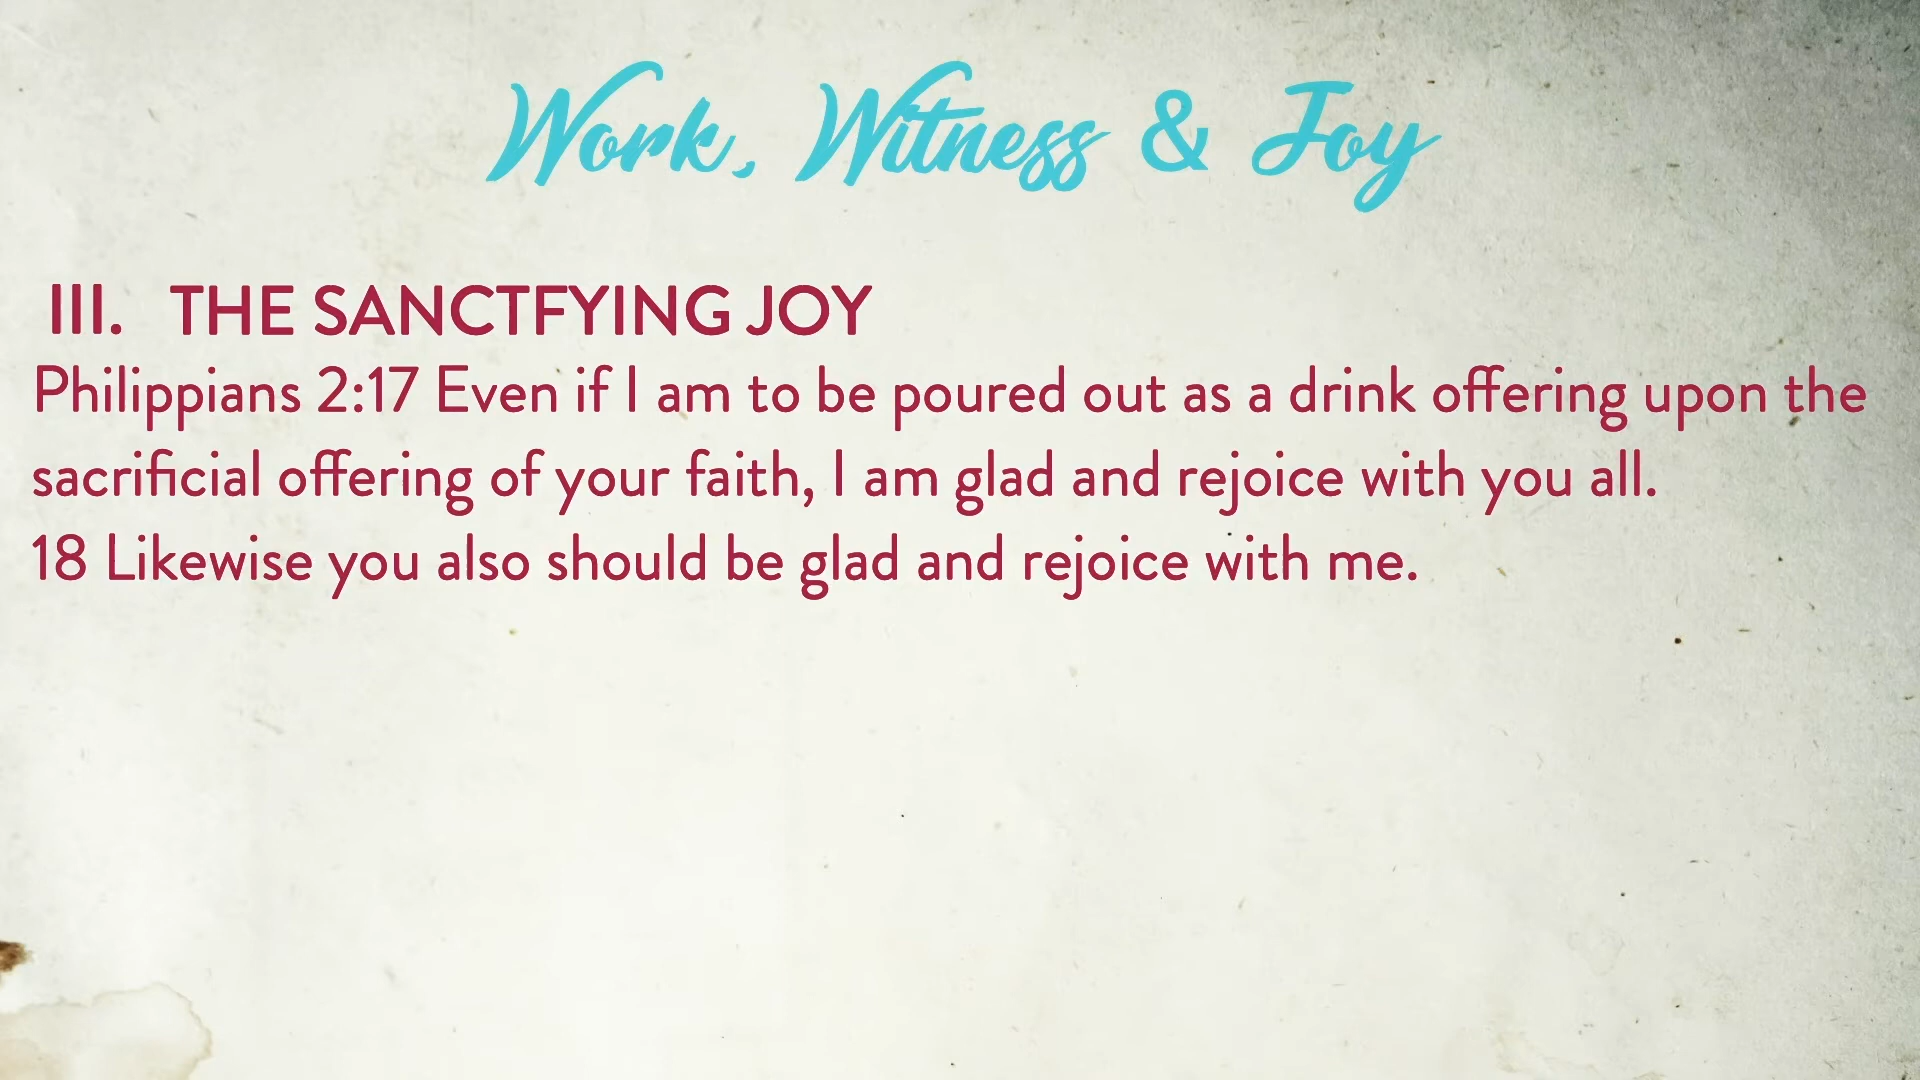 Work, Witness & Joy
III. THE SANCTFYING JOY
Philippians 2:17 Even if I am to be poured out as a drink offering upon the
sacrificial offering of your faith, I am glad and rejoice with you all.
18 Likewise you also should be glad and rejoice with me.